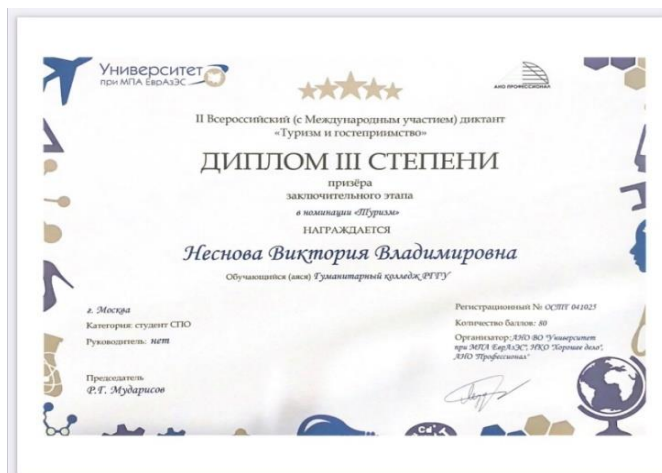 Университет
при МПА ЕврАзЭС
АНО ПРОФЕССИОНАЛ
II Всероссийский (с Международным участием) диктант
«Туризм и гостеприимство»
ДИПЛОМ III СТЕПЕНИ
призёра
заключительного этапа
в номинации «Туризм»
НАГРАЖДАЕТСЯ
Неснова Виктория Владимировна
Обучающийся (аяся) Гуманитарный колледж РГГУ
г. Москва
Категория: студент СПО
Руководитель: нет
Председатель
Р.Г. Мударисов
Регистрационный № ОСТГ 041025
Количество баллов: 80
Организатор: АНО ВО "Университет
при МПА ЕврАзЭС", НКО "Хорошее дело",
АНО "Профессионал"